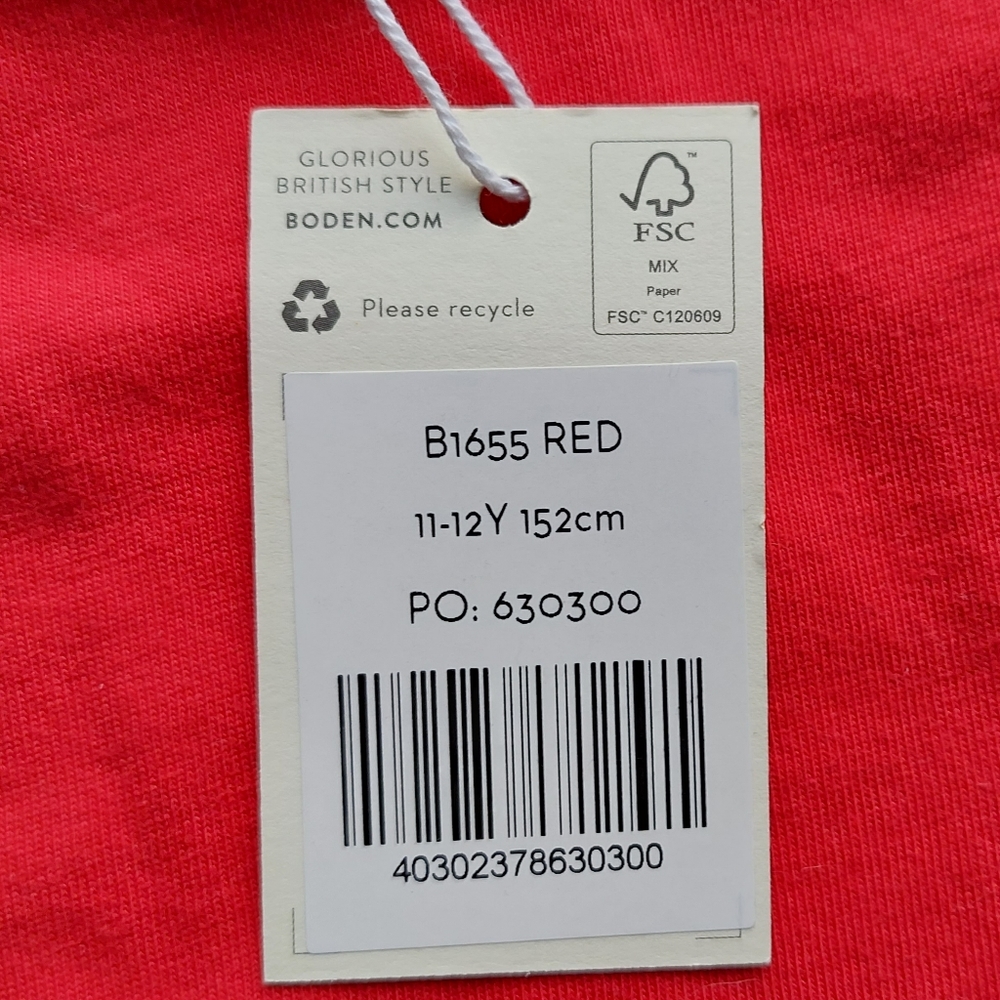 GLORIOUS
BRITISH STYLE
BODEN.COM
Please recycle
™
FSC
MIX
Paper
FSC™ C120609
B1655 RED
11-12Y 152cm
PO: 630300
40302378630300